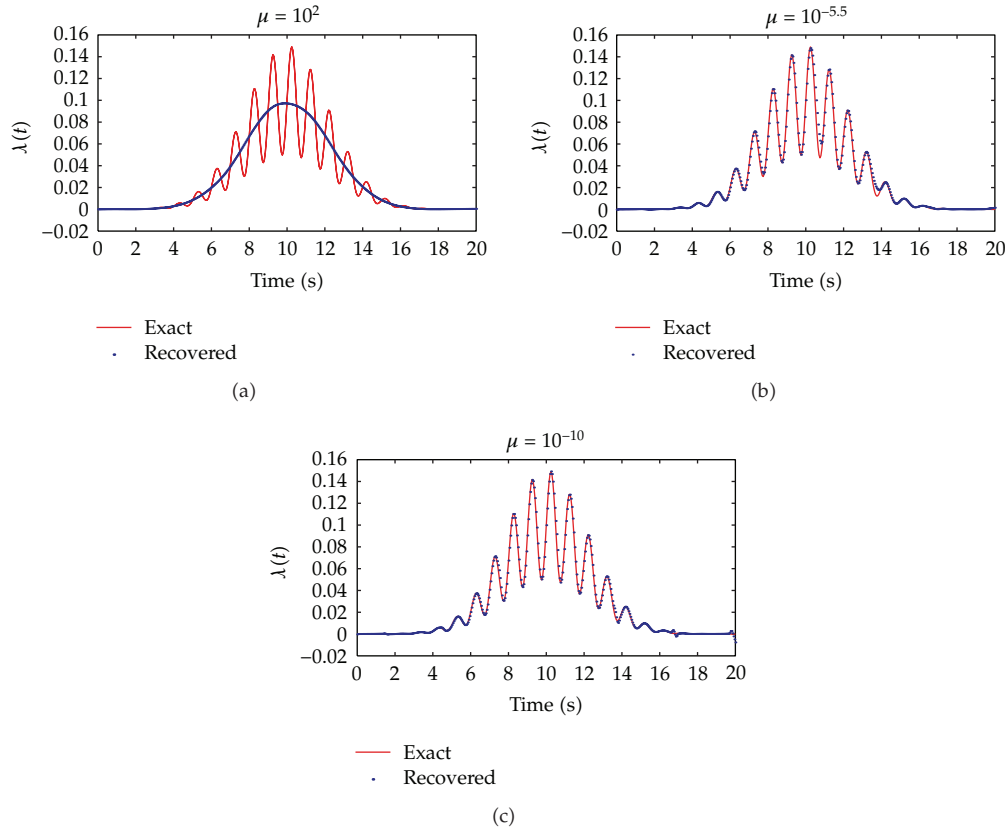 μ = 10²
0.16
0.14
0.12
0.1
0.08
0.06
0.04
0.02
0
−0.02
λ(t)
0 2 4 6 8 10 12 14 16 18 20
Time (s)
Exact
Recovered
(a)
μ = 10⁻⁵·⁵
0.16
0.14
0.12
0.1
0.08
0.06
0.04
0.02
0
−0.02
λ(t)
0 2 4 6 8 10 12 14 16 18 20
Time (s)
Exact
Recovered
(b)
μ = 10⁻¹⁰
0.16
0.14
0.12
0.1
0.08
0.06
0.04
0.02
0
−0.02
λ(t)
0 2 4 6 8 10 12 14 16 18 20
Time (s)
Exact
Recovered
(c)